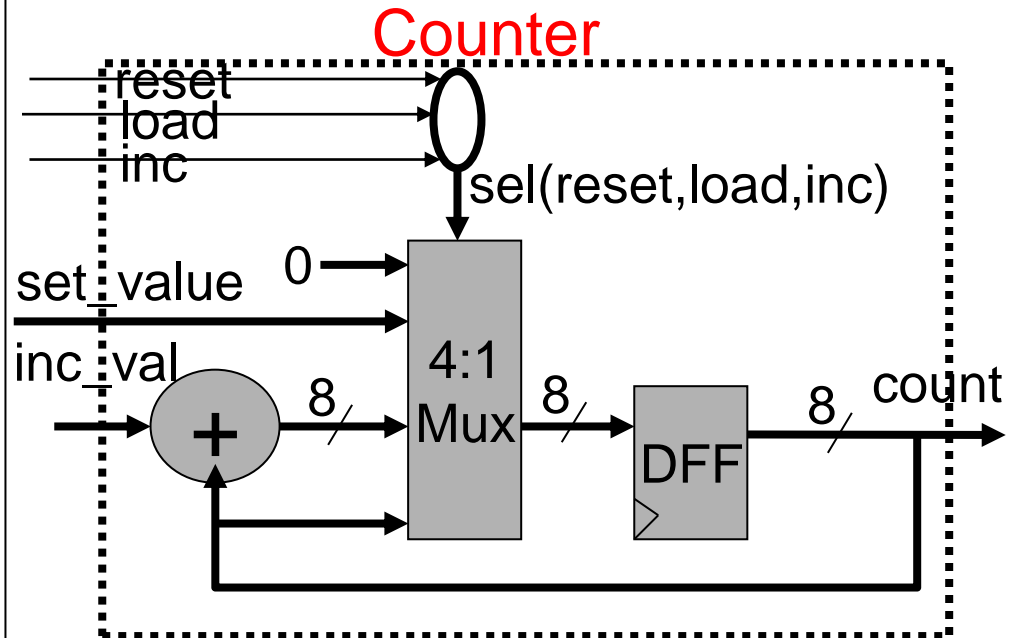 Counter
reset
load
inc
sel(reset,load,inc)
0
set_value
inc_val
+
8
4:1
Mux
8
DFF
8
count